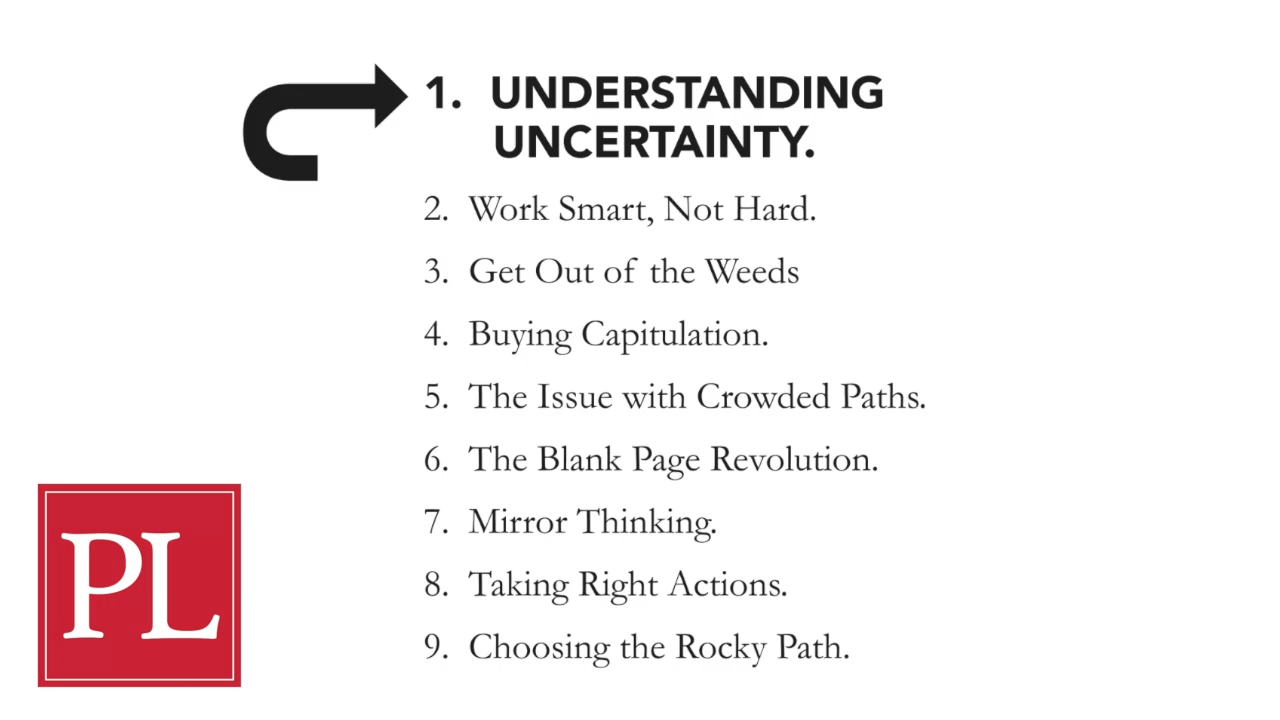 1. UNDERSTANDING
UNCERTAINTY.
2. Work Smart, Not Hard.
3. Get Out of the Weeds
4. Buying Capitulation.
5. The Issue with Crowded Paths.
6. The Blank Page Revolution.
7. Mirror Thinking.
8. Taking Right Actions.
9. Choosing the Rocky Path.
PL